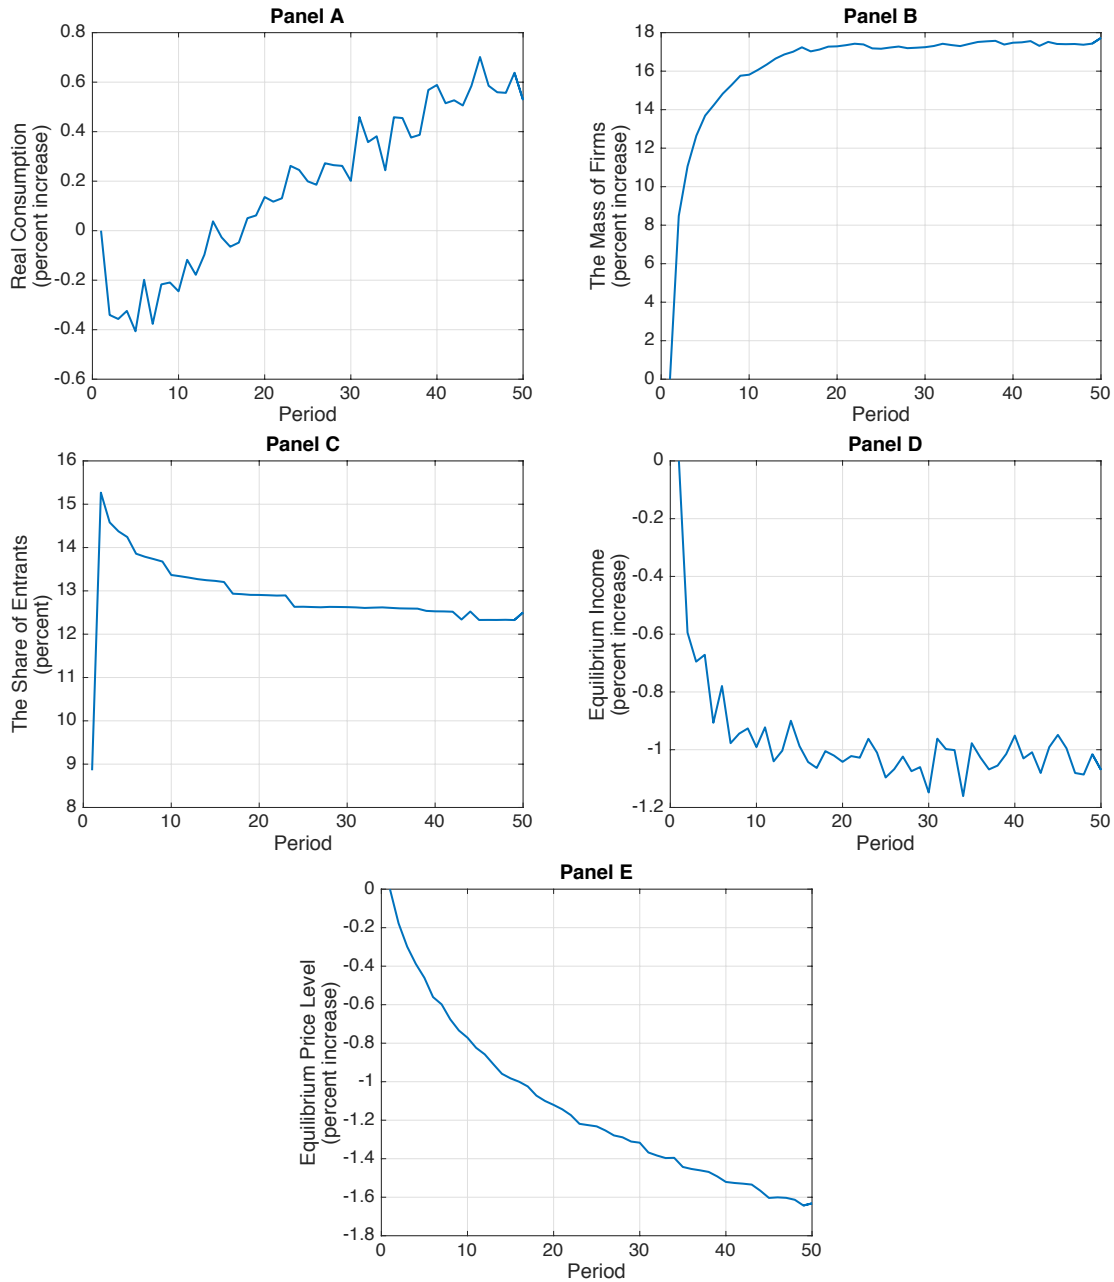 Panel A
Real Consumption
(percent increase)
0.8
0.6
0.4
0.2
0
-0.2
-0.4
-0.6
0 10 20 30 40 50
Period
Panel B
The Mass of Firms
(percent increase)
18
16
14
12
10
8
6
4
2
0
0 10 20 30 40 50
Period
Panel C
The Share of Entrants
(percent)
16
15
14
13
12
11
10
9
8
0 10 20 30 40 50
Period
Panel D
Equilibrium Income
(percent increase)
0
-0.2
-0.4
-0.6
-0.8
-1
-1.2
0 10 20 30 40 50
Period
Panel E
Equilibrium Price Level
(percent increase)
0
-0.2
-0.4
-0.6
-0.8
-1
-1.2
-1.4
-1.6
-1.8
0 10 20 30 40 50
Period